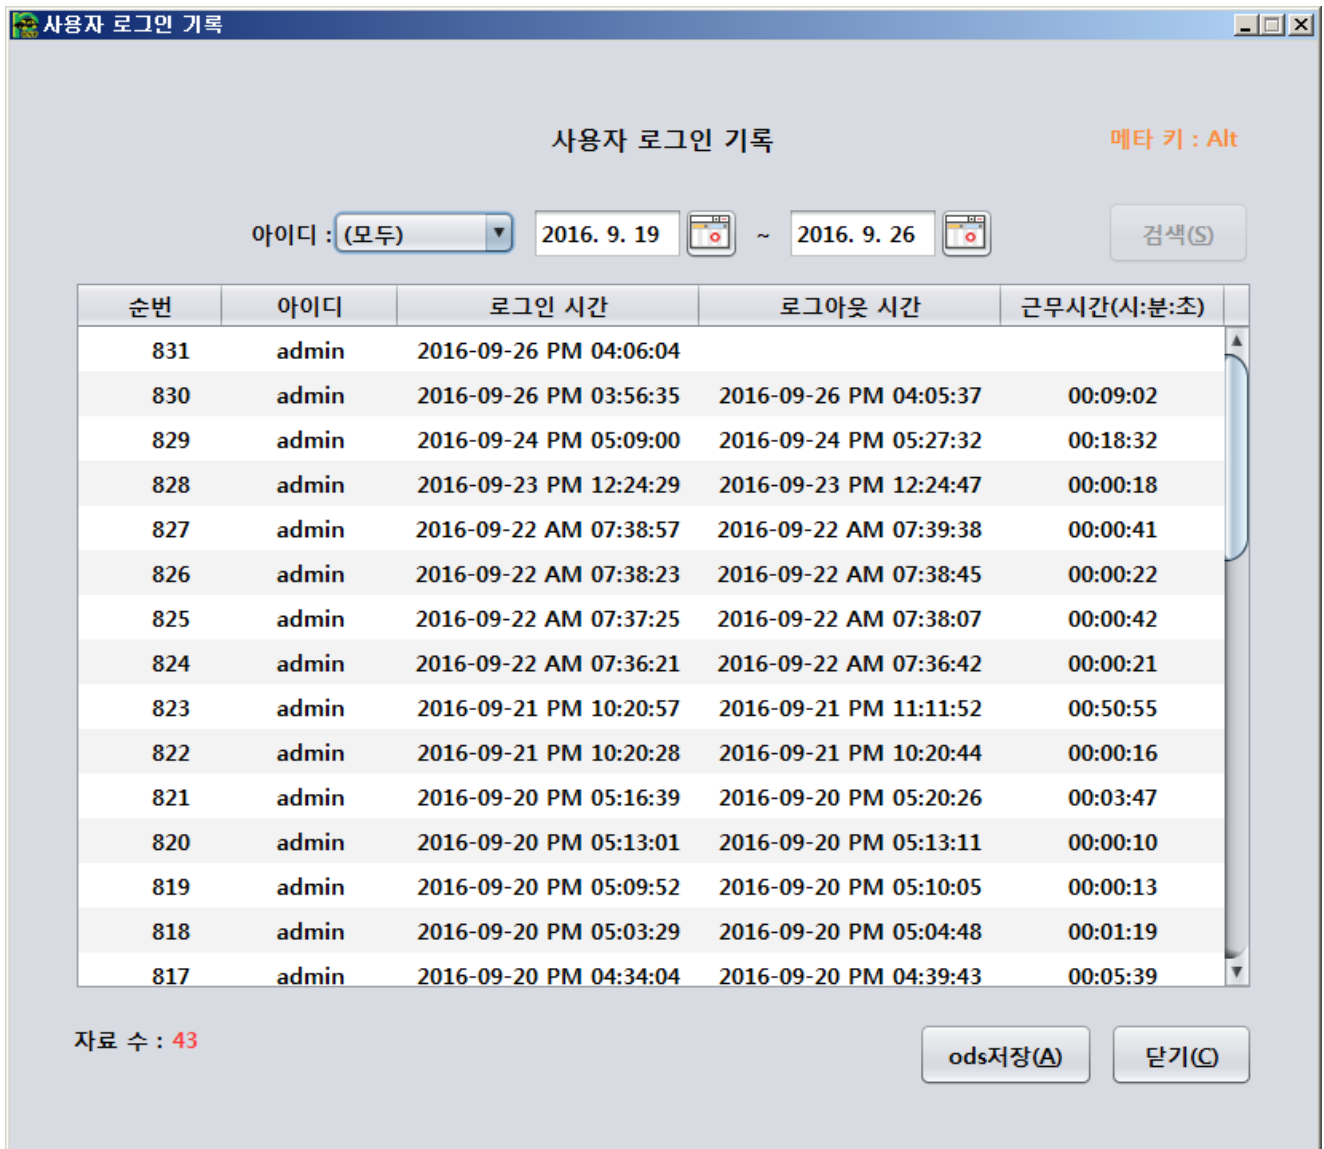 사용자 로그인 기록
사용자 로그인 기록
메타 키 : Alt
아이디 : (모두) 2016. 9. 19 ~ 2016. 9. 26 검색(S)
순번 아이디 로그인 시간 로그아웃 시간 근무시간(시:분:초)
831 admin 2016-09-26 PM 04:06:04
830 admin 2016-09-26 PM 03:56:35 2016-09-26 PM 04:05:37 00:09:02
829 admin 2016-09-24 PM 05:09:00 2016-09-24 PM 05:27:32 00:18:32
828 admin 2016-09-23 PM 12:24:29 2016-09-23 PM 12:24:47 00:00:18
827 admin 2016-09-22 AM 07:38:57 2016-09-22 AM 07:39:38 00:00:41
826 admin 2016-09-22 AM 07:38:23 2016-09-22 AM 07:38:45 00:00:22
825 admin 2016-09-22 AM 07:37:25 2016-09-22 AM 07:38:07 00:00:42
824 admin 2016-09-22 AM 07:36:21 2016-09-22 AM 07:36:42 00:00:21
823 admin 2016-09-21 PM 10:20:57 2016-09-21 PM 11:11:52 00:50:55
822 admin 2016-09-21 PM 10:20:28 2016-09-21 PM 10:20:44 00:00:16
821 admin 2016-09-20 PM 05:16:39 2016-09-20 PM 05:20:26 00:03:47
820 admin 2016-09-20 PM 05:13:01 2016-09-20 PM 05:13:11 00:00:10
819 admin 2016-09-20 PM 05:09:52 2016-09-20 PM 05:10:05 00:00:13
818 admin 2016-09-20 PM 05:03:29 2016-09-20 PM 05:04:48 00:01:19
817 admin 2016-09-20 PM 04:34:04 2016-09-20 PM 04:39:43 00:05:39
자료 수 : 43
ods저장(A) 닫기(C)